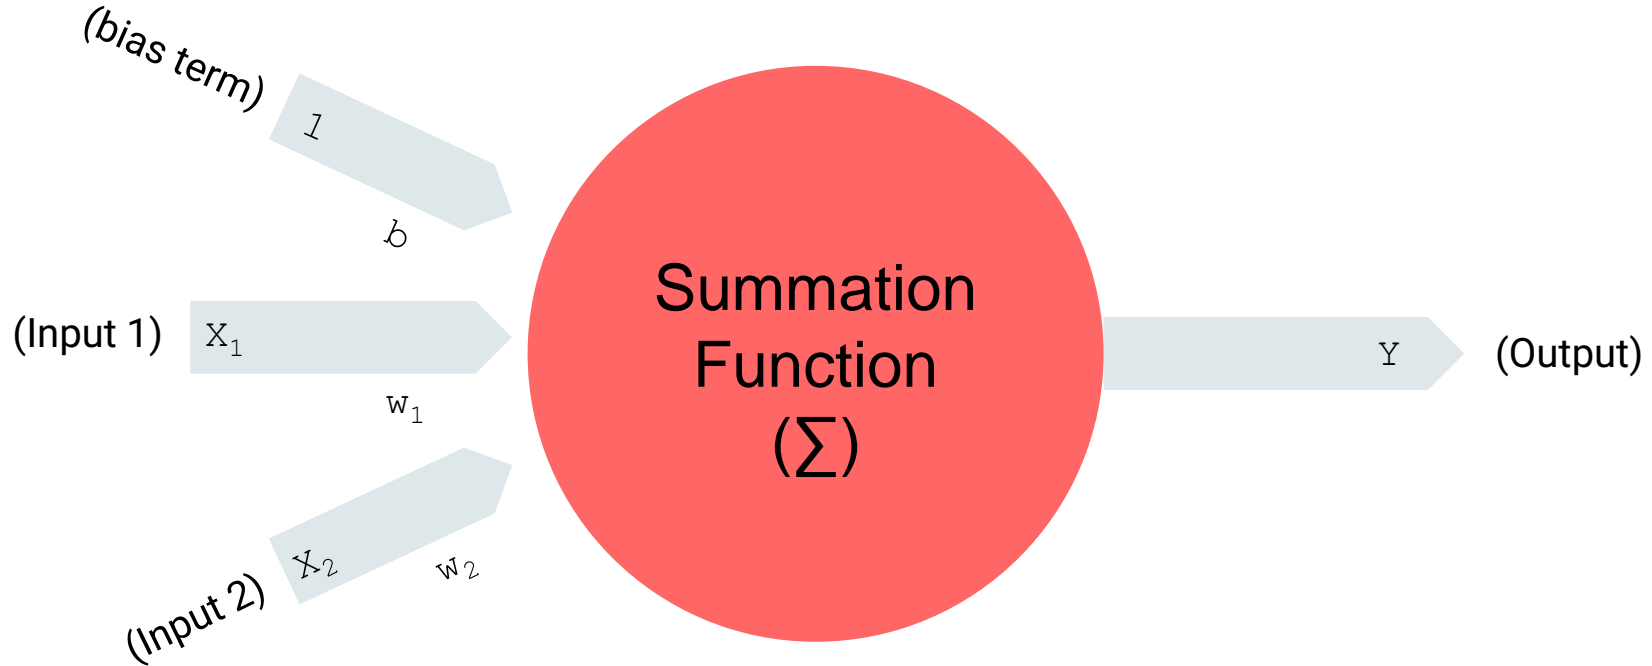 (bias term)
1
b
(Input 1)
X₁
w₁
(Input 2)
X₂
w₂
Summation
Function
(∑)
Y
(Output)